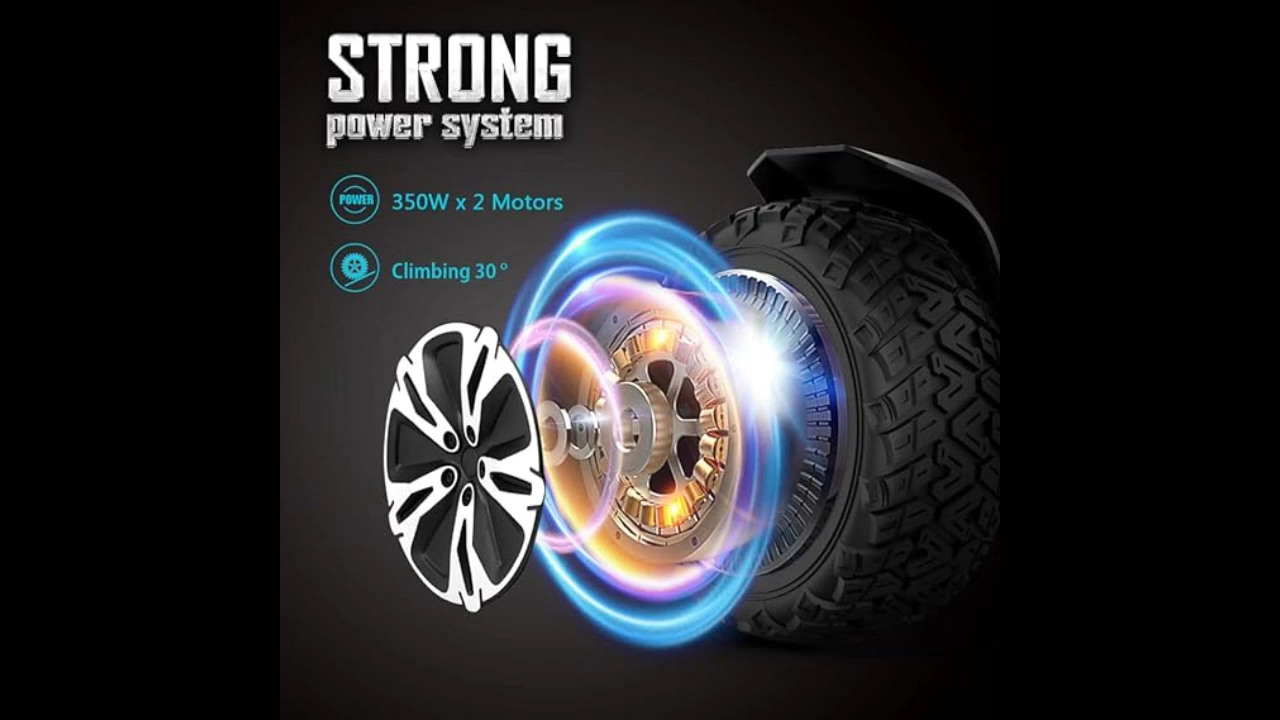 STRONG
power system
POWER
350W x 2 Motors
Climbing 30°